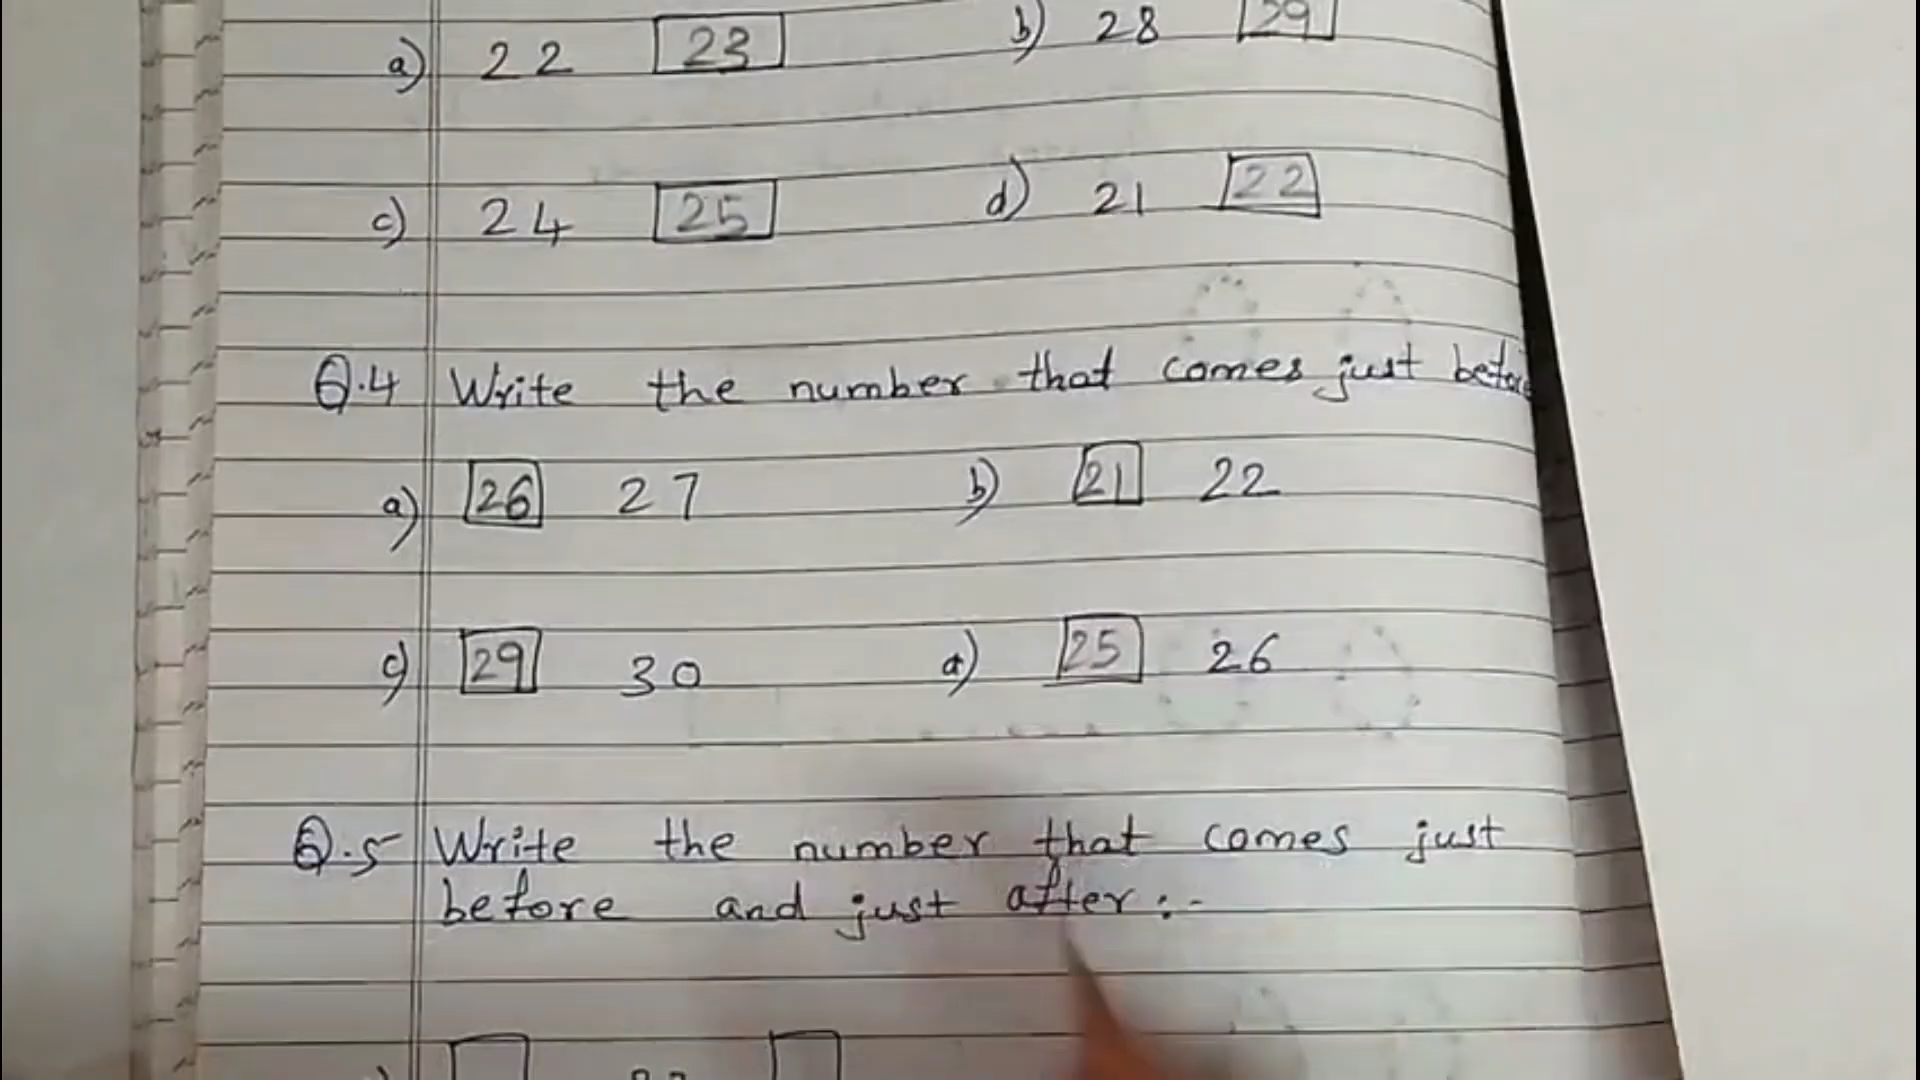 a) 22 23 b) 28 29
c) 24 25 d) 21 22
Q.4 Write the number that comes just before
a) 26 27 b) 21 22
c) 29 30 d) 25 26
Q.5 Write the number that comes just
before and just after:-